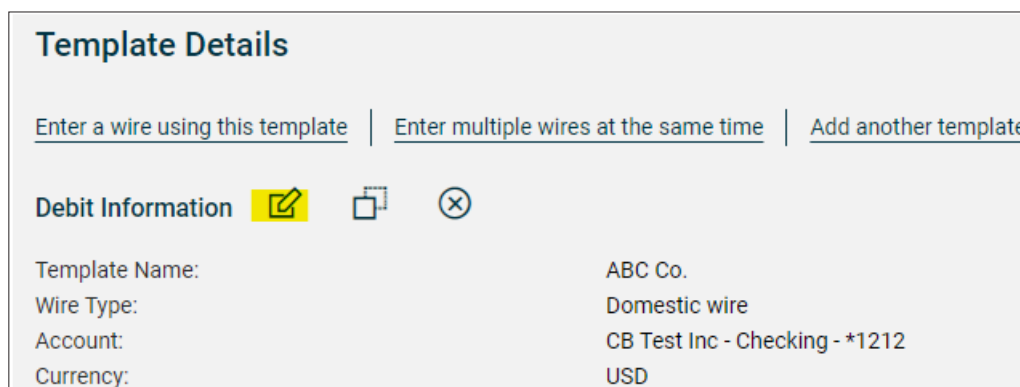 Template Details
Enter a wire using this template Enter multiple wires at the same time Add another template
Debit Information
Template Name: ABC Co.
Wire Type: Domestic wire
Account: CB Test Inc - Checking - *1212
Currency: USD